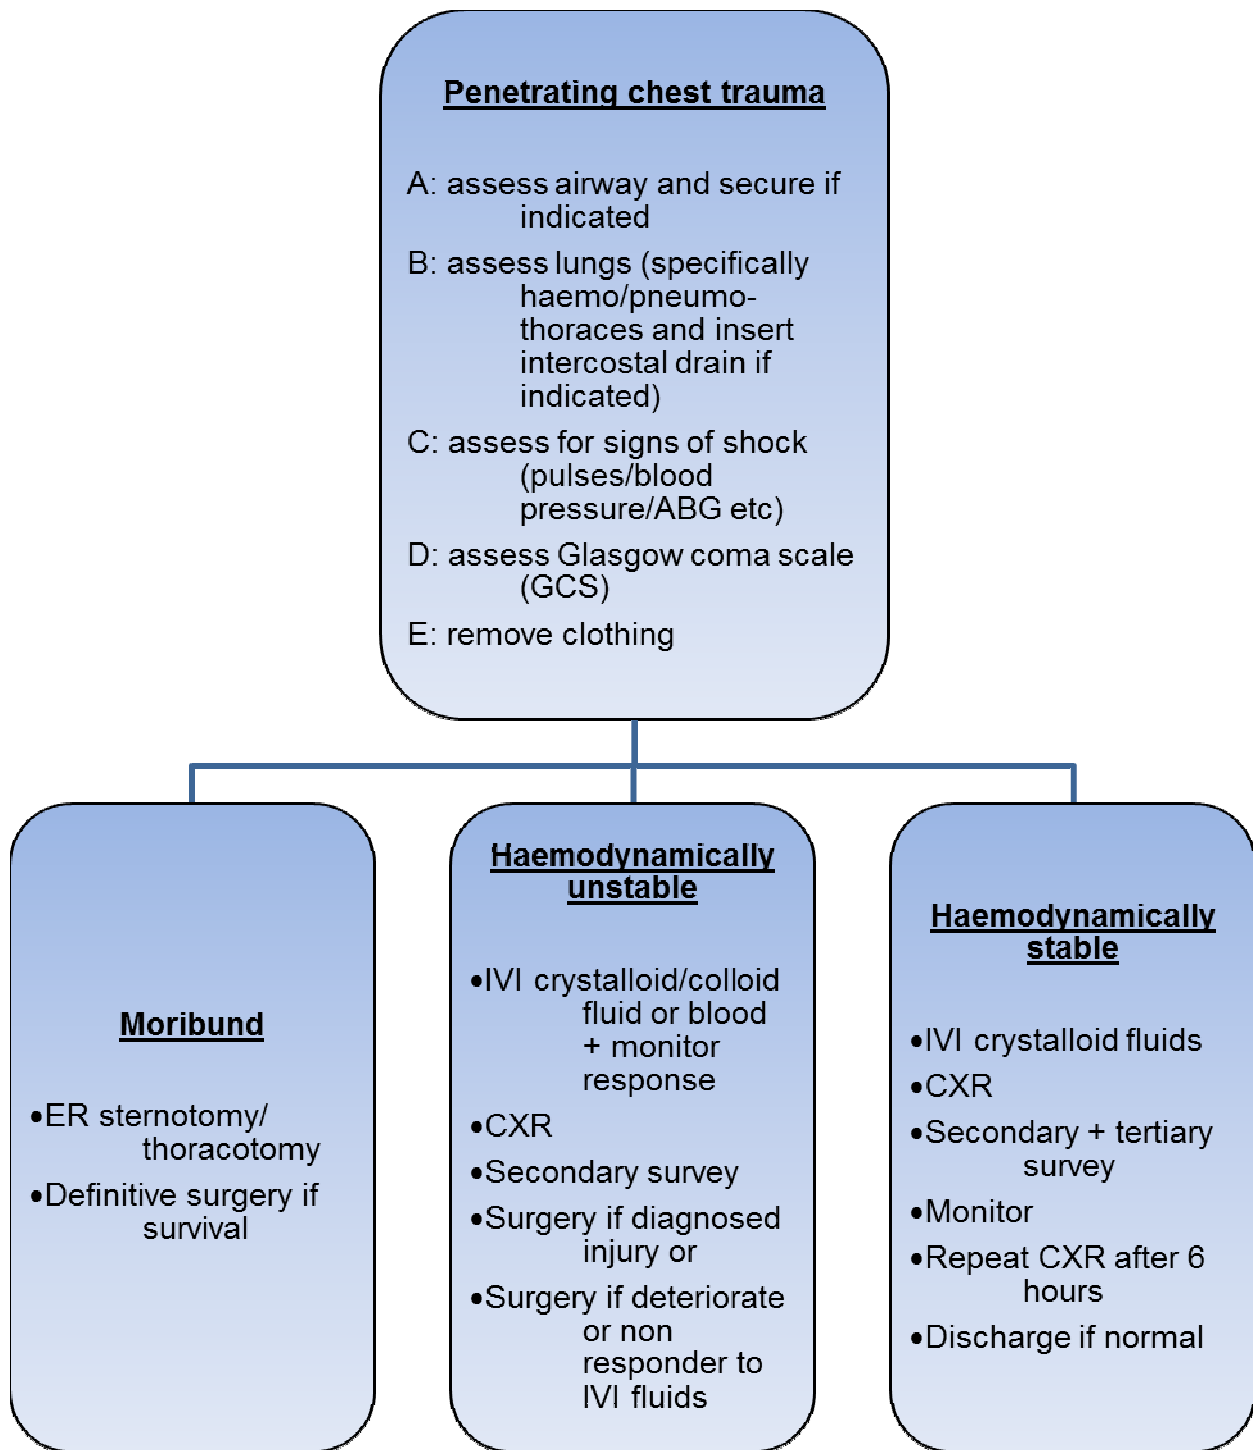 Penetrating chest trauma
A: assess airway and secure if
indicated
B: assess lungs (specifically
haemo/pneumo-
thoraces and insert
intercostal drain if
indicated)
C: assess for signs of shock
(pulses/blood
pressure/ABG etc)
D: assess Glasgow coma scale
(GCS)
E: remove clothing
Moribund
•ER sternotomy/
thoracotomy
•Definitive surgery if
survival
Haemodynamically
unstable
•IVI crystalloid/colloid
fluid or blood
+ monitor
response
•CXR
•Secondary survey
•Surgery if diagnosed
injury or
•Surgery if deteriorate
or non
responder to
IVI fluids
Haemodynamically
stable
•IVI crystalloid fluids
•CXR
•Secondary + tertiary
survey
•Monitor
•Repeat CXR after 6
hours
•Discharge if normal